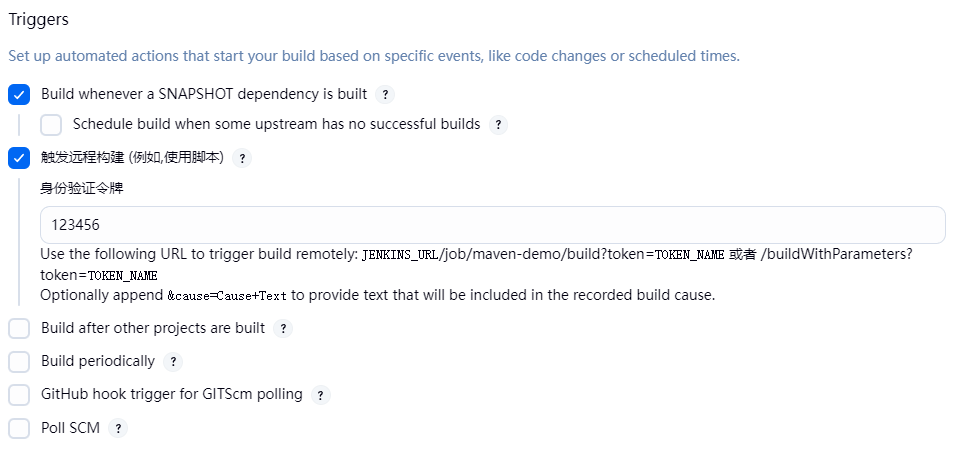 Triggers
Set up automated actions that start your build based on specific events, like code changes or scheduled times.
Build whenever a SNAPSHOT dependency is built ?
Schedule build when some upstream has no successful builds ?
触发远程构建 (例如,使用脚本) ?
身份验证令牌
123456
Use the following URL to trigger build remotely: JENKINS_URL/job/maven-demo/build?token=TOKEN_NAME 或者 /buildWithParameters?
token=TOKEN_NAME
Optionally append &cause=Cause+Text to provide text that will be included in the recorded build cause.
Build after other projects are built ?
Build periodically ?
GitHub hook trigger for GITScm polling ?
Poll SCM ?